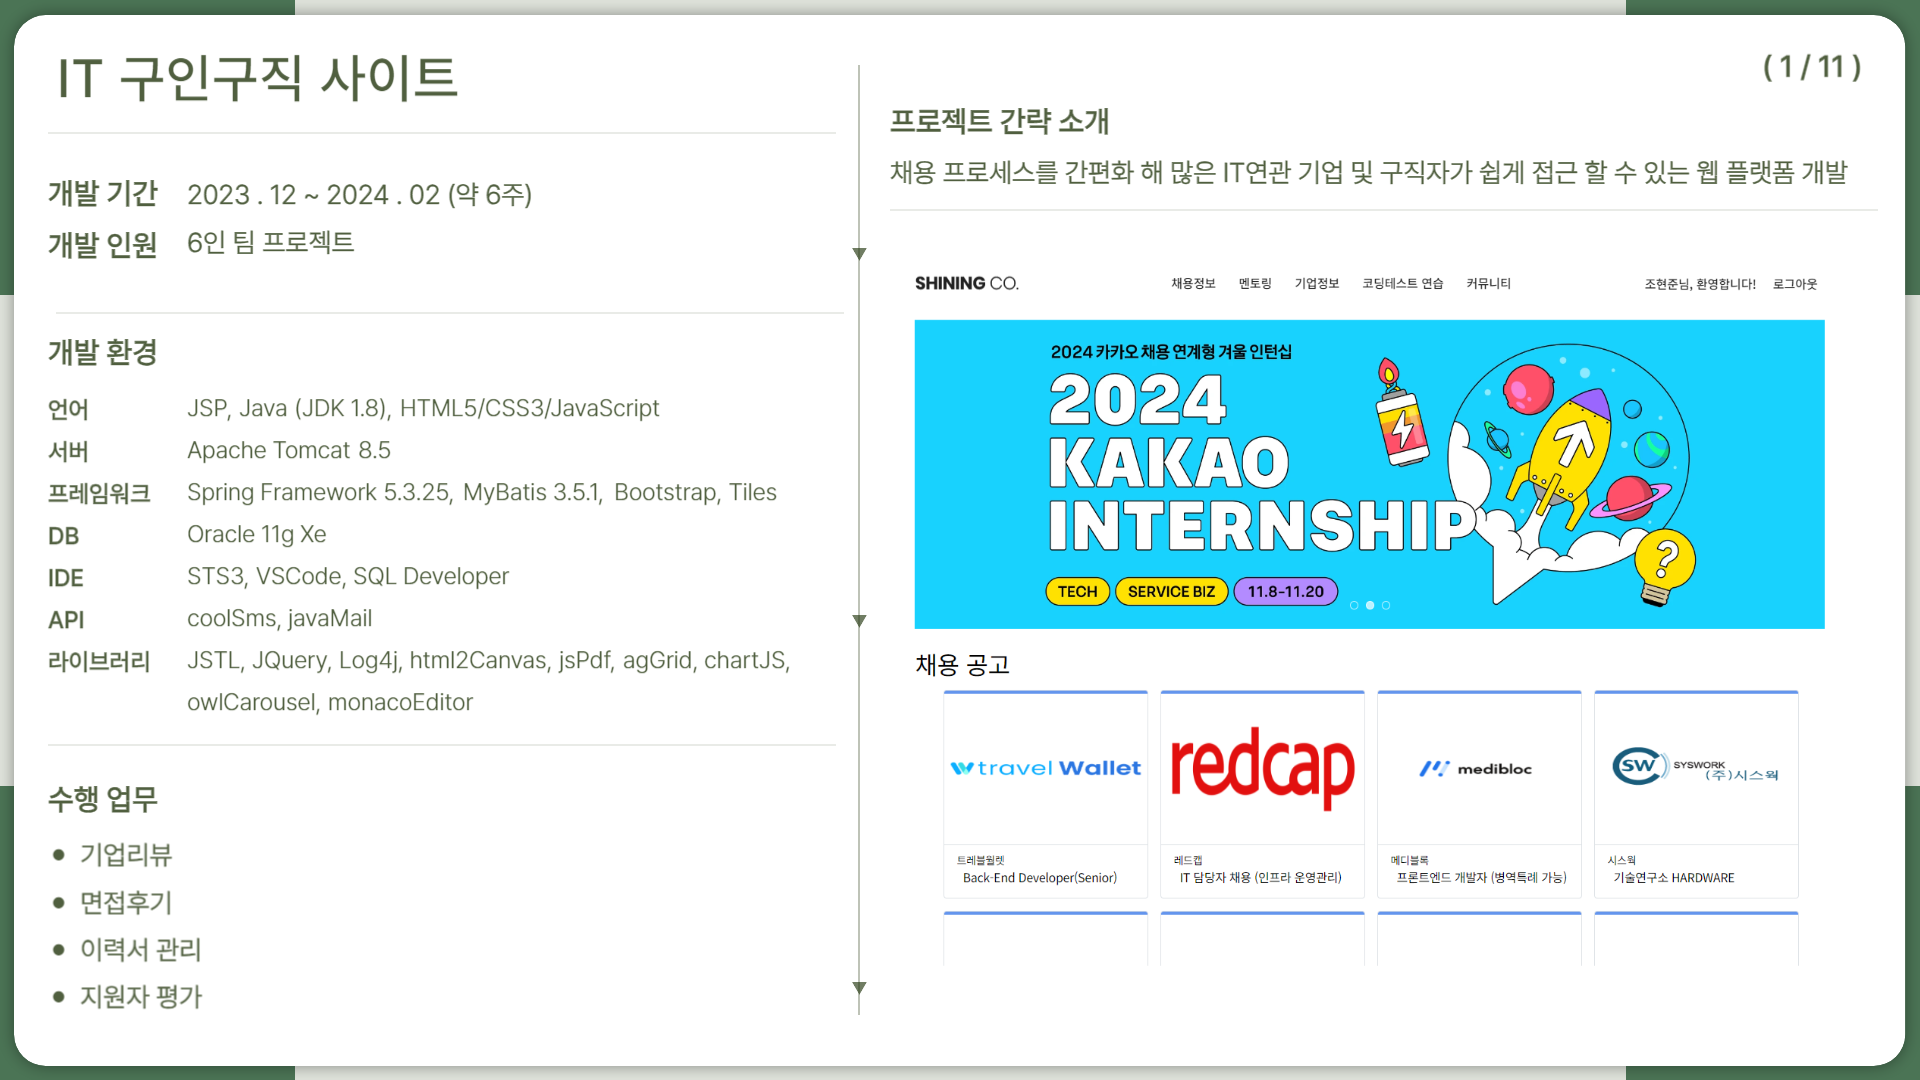 IT 구인구직 사이트
개발 기간 2023 . 12 ~ 2024 . 02 (약 6주)
개발 인원 6인 팀 프로젝트
개발 환경
언어 JSP, Java (JDK 1.8), HTML5/CSS3/JavaScript
서버 Apache Tomcat 8.5
프레임워크 Spring Framework 5.3.25, MyBatis 3.5.1, Bootstrap, Tiles
DB Oracle 11g Xe
IDE STS3, VSCode, SQL Developer
API coolSms, javaMail
라이브러리 JSTL, JQuery, Log4j, html2Canvas, jsPdf, agGrid, chartJS,
owlCarousel, monacoEditor
수행 업무
● 기업리뷰
● 면접후기
● 이력서 관리
● 지원자 평가
( 1 / 11 )
프로젝트 간략 소개
채용 프로세스를 간편화 해 많은 IT연관 기업 및 구직자가 쉽게 접근 할 수 있는 웹 플랫폼 개발
SHINING CO. 채용정보 멘토링 기업정보 코딩테스트 연습 커뮤니티 조현준님, 환영합니다! 로그아웃
2024 카카오 채용 연계형 겨울 인턴십
2024
KAKAO
INTERNSHIP
TECH SERVICE BIZ 11.8-11.20
?
채용 공고
travel Wallet
트레블월렛
Back-End Developer(Senior)
redcap
레드캡
IT 담당자 채용 (인프라 운영관리)
medibloc
메디블록
프론트엔드 개발자 (병역특례 가능)
SW SYSWORK
(주)시스웍
시스웍
기술연구소 HARDWARE